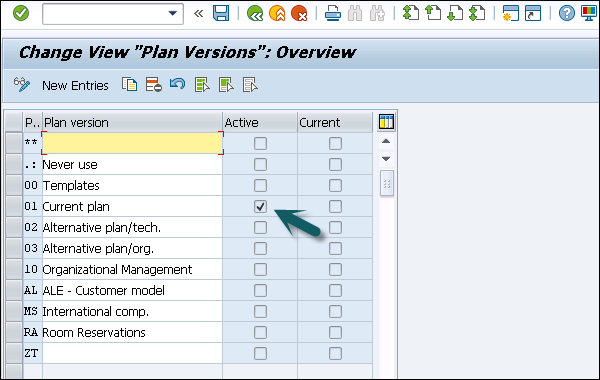 Change View "Plan Versions": Overview
New Entries
P.. Plan version Active Current
**
.: Never use
00 Templates
01 Current plan
02 Alternative plan/tech.
03 Alternative plan/org.
10 Organizational Management
AL ALE - Customer model
MS International comp.
RA Room Reservations
ZT